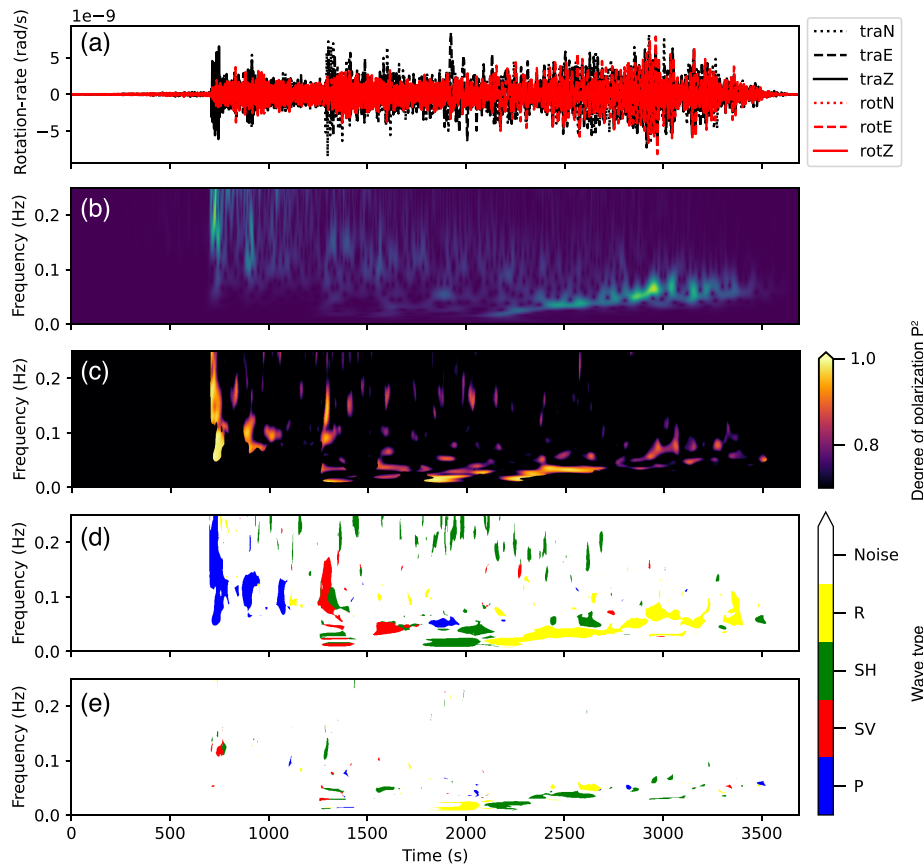 1e−9
(a)
Rotation-rate (rad/s)
5
0
−5
traN
traE
traZ
rotN
rotE
rotZ
(b)
Frequency (Hz)
0.2
0.1
0.0
(c)
Frequency (Hz)
0.2
0.1
0.0
1.0
0.8
Degree of polarization P²
(d)
Frequency (Hz)
0.2
0.1
0.0
Noise
R
SH
SV
P
Wave type
(e)
Frequency (Hz)
0.2
0.1
0.0
0 500 1000 1500 2000 2500 3000 3500
Time (s)